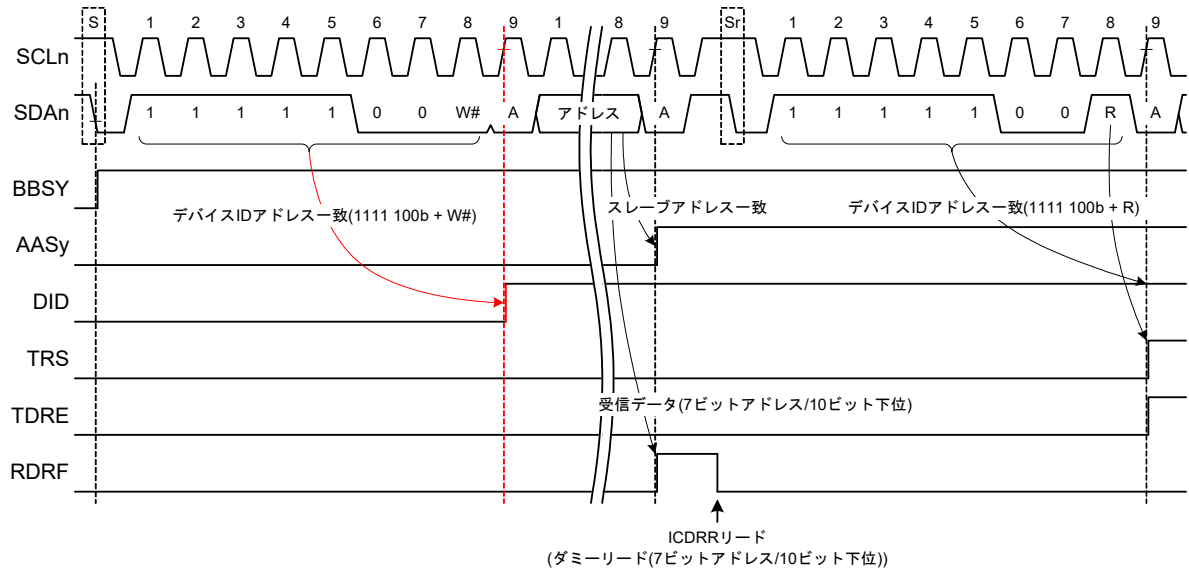 S 1 2 3 4 5 6 7 8 9 1 8 9 Sr 1 2 3 4 5 6 7 8 9
SCLn
SDAn 1 1 1 1 1 0 0 W# A アドレス A 1 1 1 1 1 0 0 R A
BBSY
デバイスIDアドレス一致(1111 100b + W#) スレーブアドレス一致 デバイスIDアドレス一致(1111 100b + R)
AASy
DID
TRS
受信データ(7ビットアドレス/10ビット下位)
TDRE
RDRF
ICDRRリード
(ダミーリード(7ビットアドレス/10ビット下位))